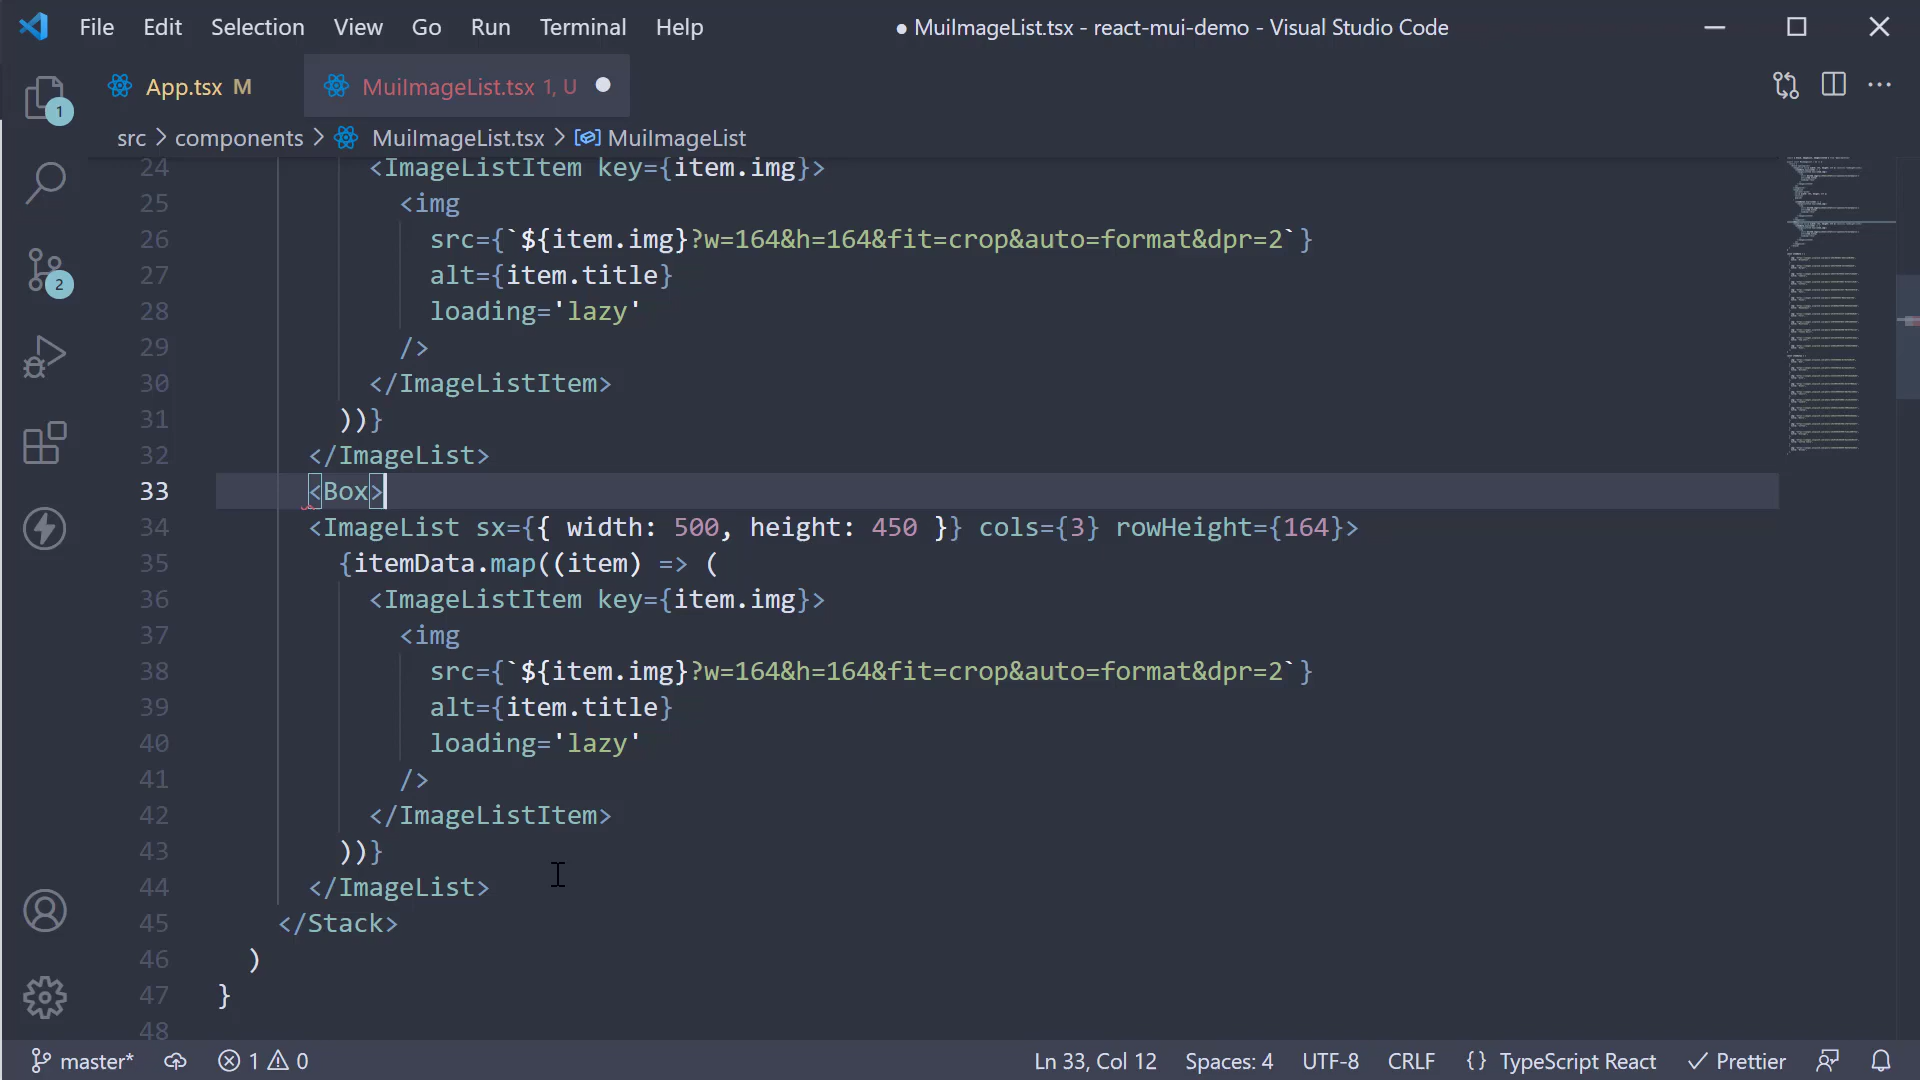 File Edit Selection View Go Run Terminal Help ● MuiImageList.tsx - react-mui-demo - Visual Studio Code
1 App.tsx M MuiImageList.tsx 1, U
src > components > MuiImageList.tsx > MuiImageList
24 <ImageListItem key={item.img}>
25 <img
26 src={`${item.img}?w=164&h=164&fit=crop&auto=format&dpr=2`}
27 alt={item.title}
28 loading='lazy'
29 />
30 </ImageListItem>
31 ))}
32 </ImageList>
33 <Box>
34 <ImageList sx={{ width: 500, height: 450 }} cols={3} rowHeight={164}>
35 {itemData.map((item) => (
36 <ImageListItem key={item.img}>
37 <img
38 src={`${item.img}?w=164&h=164&fit=crop&auto=format&dpr=2`}
39 alt={item.title}
40 loading='lazy'
41 />
42 </ImageListItem>
43 ))}
44 </ImageList>
45 </Stack>
46 )
47 }
48
2
master* 1 0 Ln 33, Col 12 Spaces: 4 UTF-8 CRLF {} TypeScript React ✓ Prettier